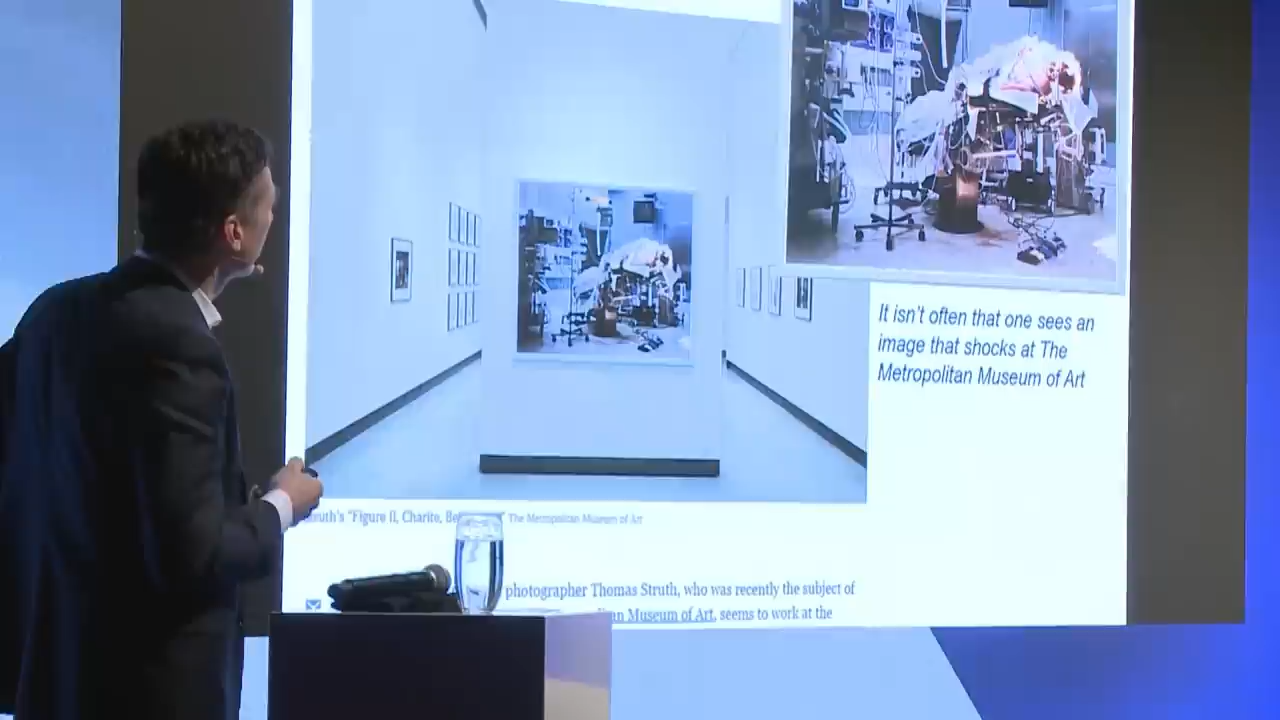 It isn't often that one sees an
image that shocks at The
Metropolitan Museum of Art
"Figure II, Charite, The Metropolitan Museum of Art
photographer Thomas Struth, who was recently the subject of
Museum of Art, seems to work at the